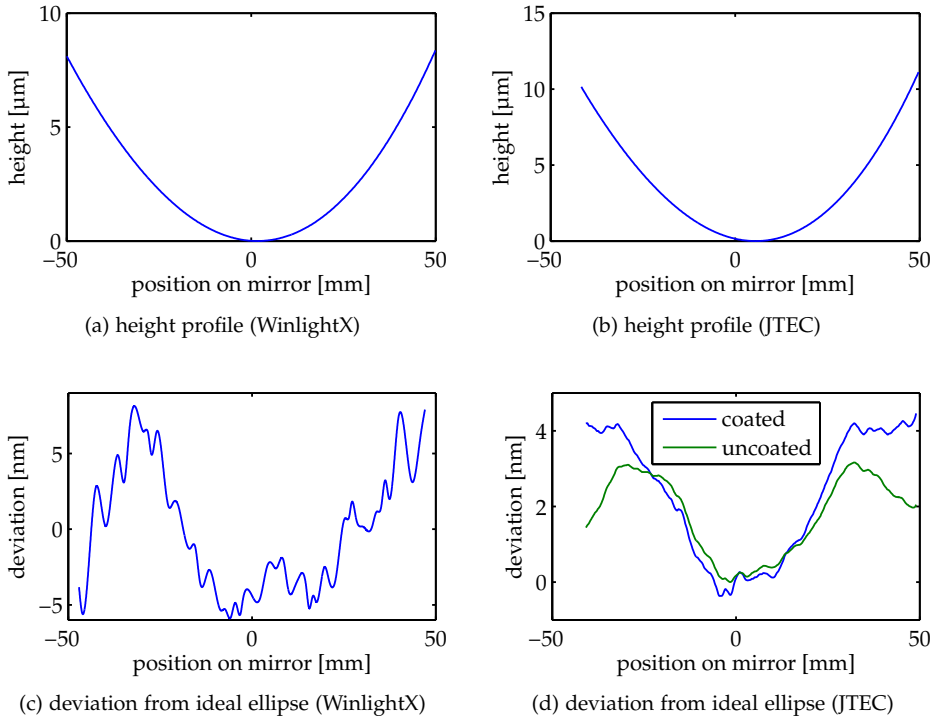 10
5
0
height [µm]
−50
0
50
position on mirror [mm]
(a) height profile (WinlightX)
15
10
5
0
height [µm]
−50
0
50
position on mirror [mm]
(b) height profile (JTEC)
5
0
−5
deviation [nm]
−50
0
50
position on mirror [mm]
(c) deviation from ideal ellipse (WinlightX)
4
2
0
deviation [nm]
coated
uncoated
−50
0
50
position on mirror [mm]
(d) deviation from ideal ellipse (JTEC)